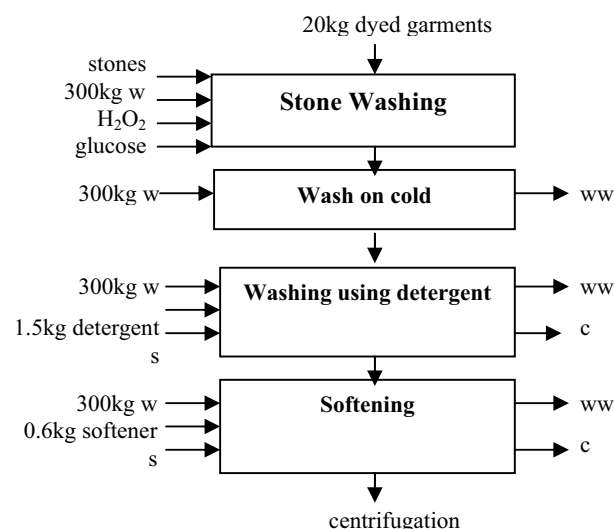 20kg dyed garments
stones
300kg w
H₂O₂
glucose
Stone Washing
300kg w
Wash on cold
ww
300kg w
1.5kg detergent
s
Washing using detergent
ww
c
300kg w
0.6kg softener
s
Softening
ww
c
centrifugation